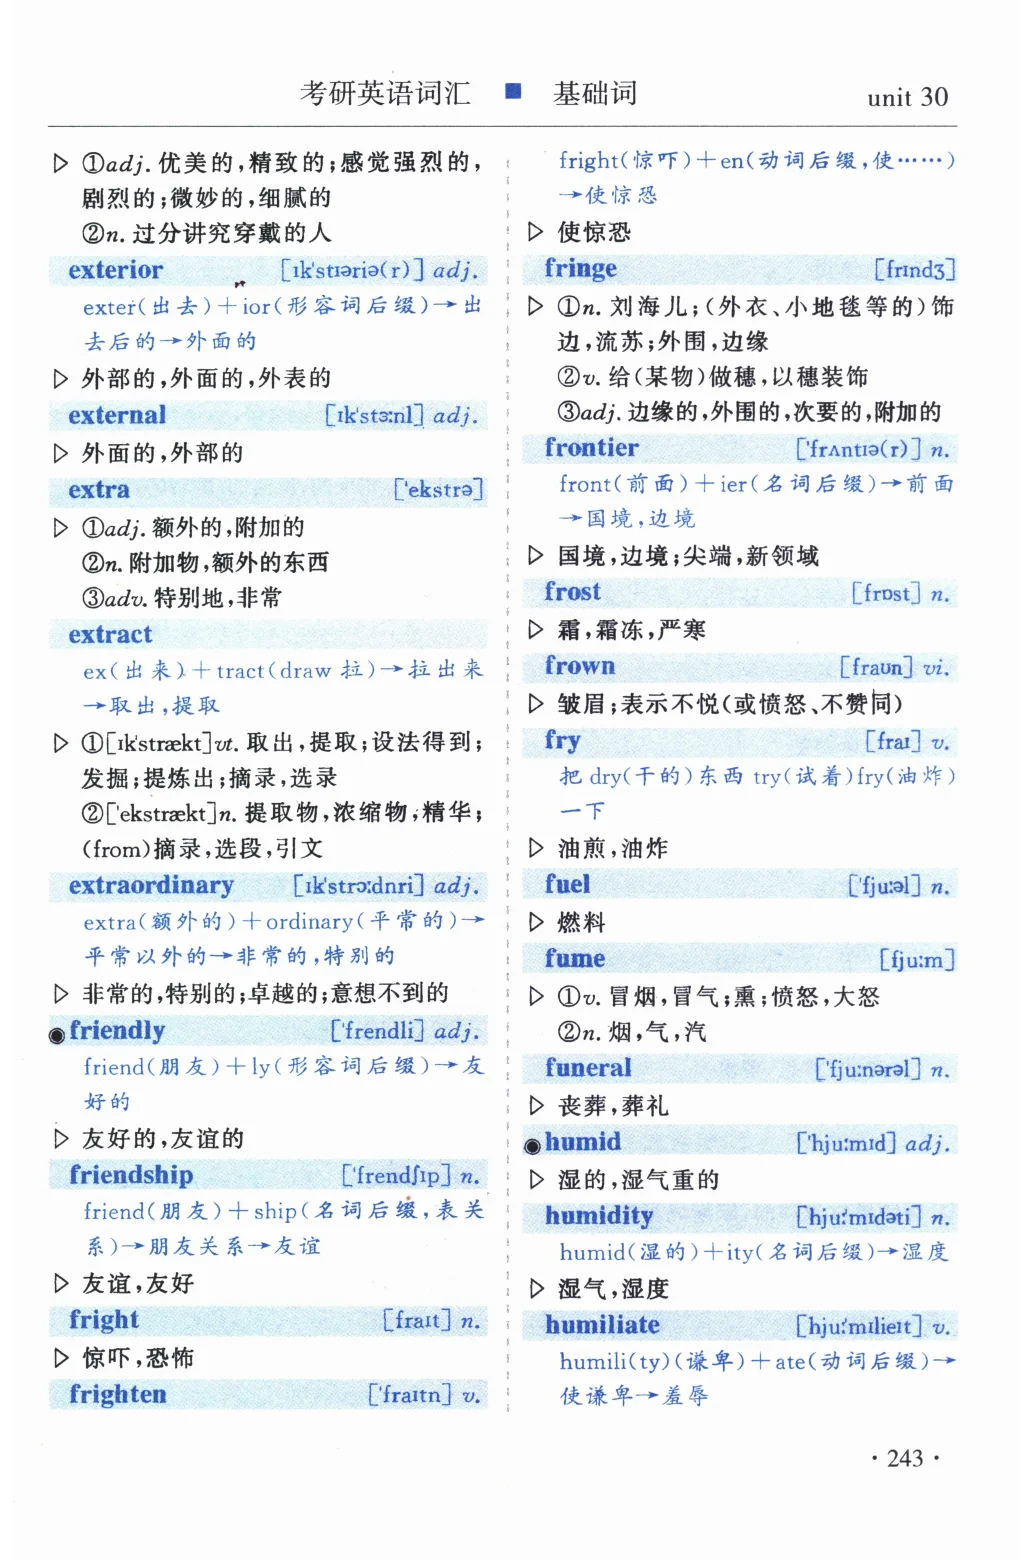 考研英语词汇 ■ 基础词 unit 30
▷ ①adj. 优美的,精致的;感觉强烈的,
剧烈的;微妙的,细腻的
②n. 过分讲究穿戴的人
exterior [ɪk'stɪəriə(r)] adj.
exter(出去)+ior(形容词后缀)→出
去后的→外面的
▷ 外部的,外面的,外表的
external [ɪk'stɜ:nl] adj.
▷ 外面的,外部的
extra ['ekstrə]
▷ ①adj. 额外的,附加的
②n. 附加物,额外的东西
③adv. 特别地,非常
extract
ex(出来)+tract(draw 拉)→拉出来
→取出,提取
▷ ①[ɪk'strækt]vt. 取出,提取;设法得到;
发掘;提炼出;摘录,选录
②['ekstrækt]n. 提取物,浓缩物;精华;
(from)摘录,选段,引文
extraordinary [ɪk'strɔ:dnri] adj.
extra(额外的)+ordinary(平常的)→
平常以外的→非常的,特别的
▷ 非常的,特别的;卓越的;意想不到的
●friendly ['frendli] adj.
friend(朋友)+ly(形容词后缀)→友
好的
▷ 友好的,友谊的
friendship ['frendʃɪp] n.
friend(朋友)+ship(名词后缀,表关
系)→朋友关系→友谊
▷ 友谊,友好
fright [fraɪt] n.
▷ 惊吓,恐怖
frighten ['fraɪtn] v.
fright(惊吓)+en(动词后缀,使……)
→使惊恐
▷ 使惊恐
fringe [frɪndʒ]
▷ ①n. 刘海儿;(外衣、小地毯等的)饰
边,流苏;外围,边缘
②v. 给(某物)做穗,以穗装饰
③adj. 边缘的,外围的,次要的,附加的
frontier ['frʌntɪə(r)] n.
front(前面)+ier(名词后缀)→前面
→国境,边境
▷ 国境,边境;尖端,新领域
frost [frɒst] n.
▷ 霜,霜冻,严寒
frown [fraʊn] vi.
▷ 皱眉;表示不悦(或愤怒、不赞同)
fry [fraɪ] v.
把 dry(干的)东西 try(试着)fry(油炸)
一下
▷ 油煎,油炸
fuel ['fju:əl] n.
▷ 燃料
fume [fju:m]
▷ ①v. 冒烟,冒气;熏;愤怒,大怒
②n. 烟,气,汽
funeral ['fju:nərəl] n.
▷ 丧葬,葬礼
●humid ['hju:mɪd] adj.
▷ 湿的,湿气重的
humidity [hju:'mɪdəti] n.
humid(湿的)+ity(名词后缀)→湿度
▷ 湿气,湿度
humiliate [hju:'mɪlieɪt] v.
humili(ty)(谦卑)+ate(动词后缀)→
使谦卑→羞辱
·243·